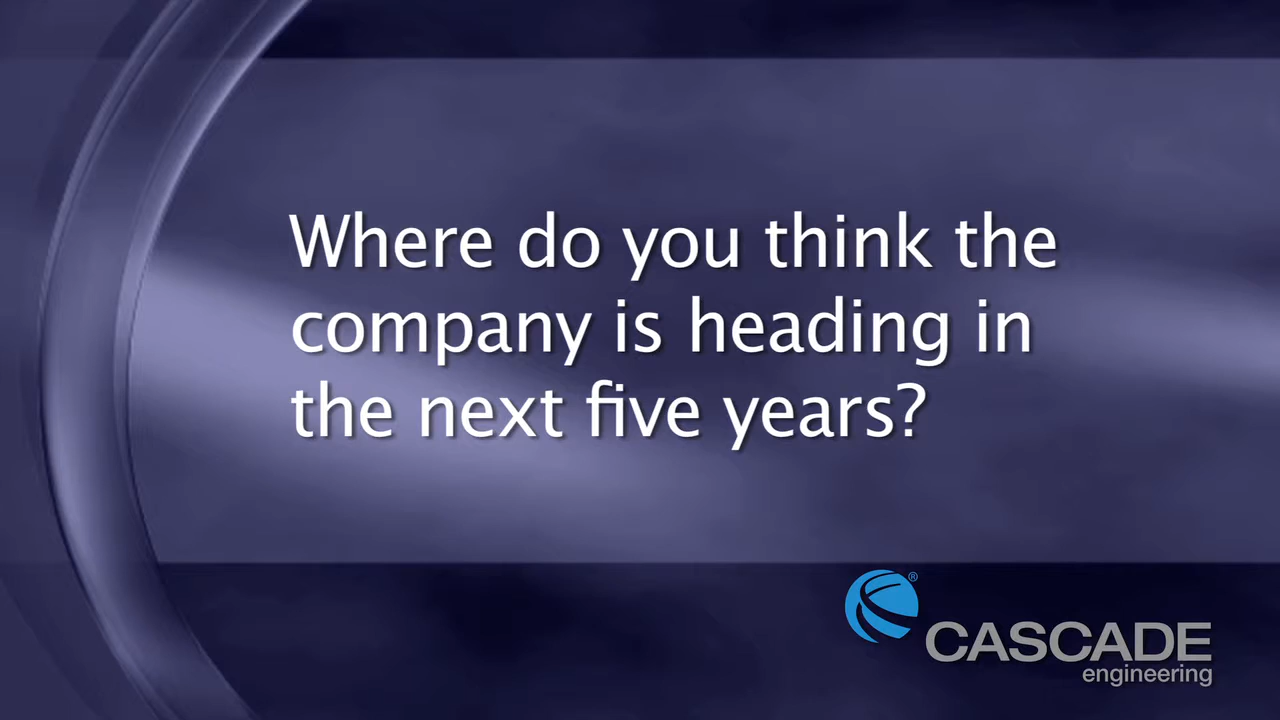 Where do you think the
company is heading in
the next five years?
®
CASCADE
engineering